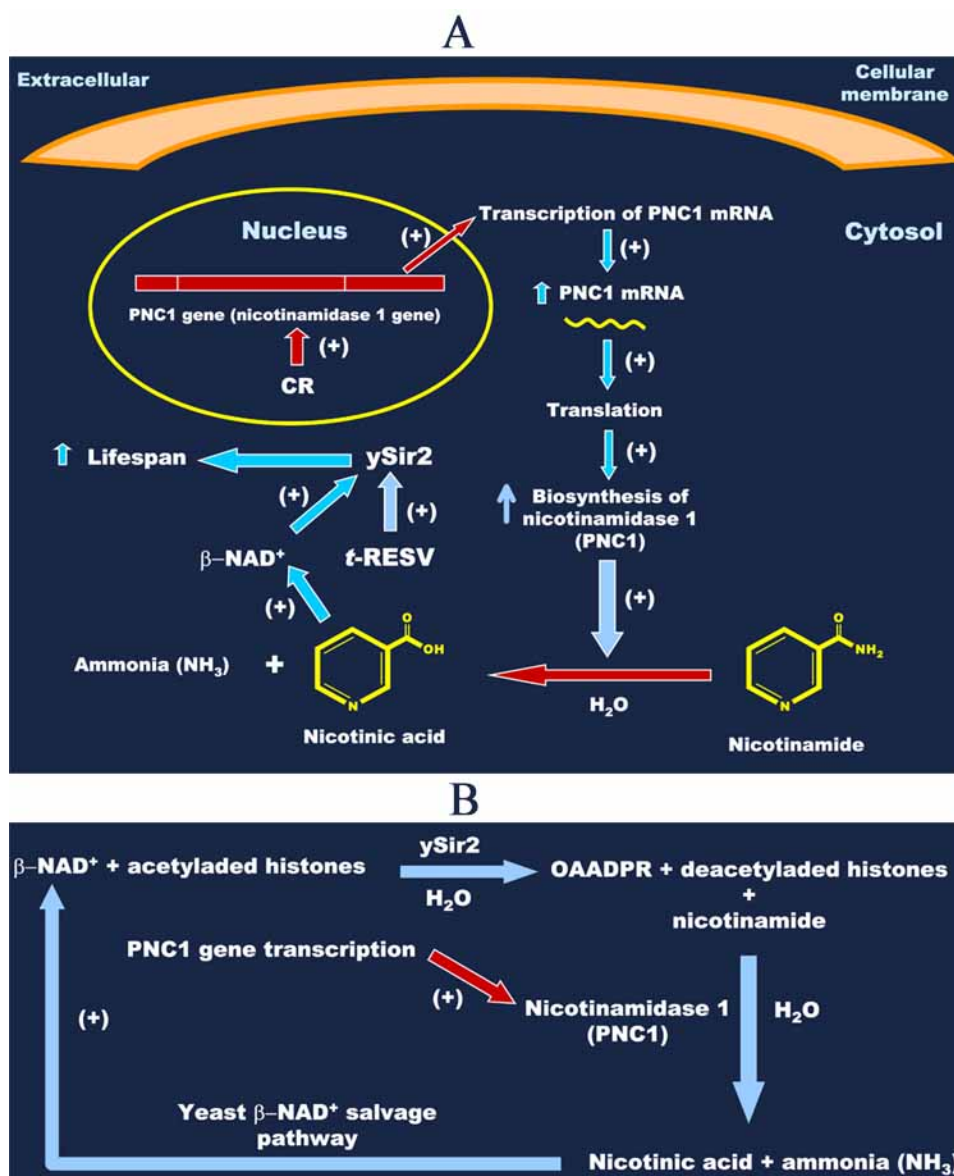 A
Extracellular
Cellular
membrane
Nucleus
Transcription of PNC1 mRNA
(+)
Cytosol
(+)
PNC1 mRNA
PNC1 gene (nicotinamidase 1 gene)
(+)
(+)
CR
Translation
(+)
Lifespan
ySir2
Biosynthesis of
nicotinamidase 1
(PNC1)
(+)
(+)
β–NAD⁺
t-RESV
(+)
(+)
Ammonia (NH₃)
+
O
OH
N
Nicotinic acid
H₂O
O
NH₂
N
Nicotinamide
B
β–NAD⁺ + acetyladed histones
ySir2
H₂O
OAADPR + deacetyladed histones
+
nicotinamide
PNC1 gene transcription
(+)
Nicotinamidase 1
(PNC1)
H₂O
(+)
Yeast β–NAD⁺ salvage
pathway
Nicotinic acid + ammonia (NH₃)